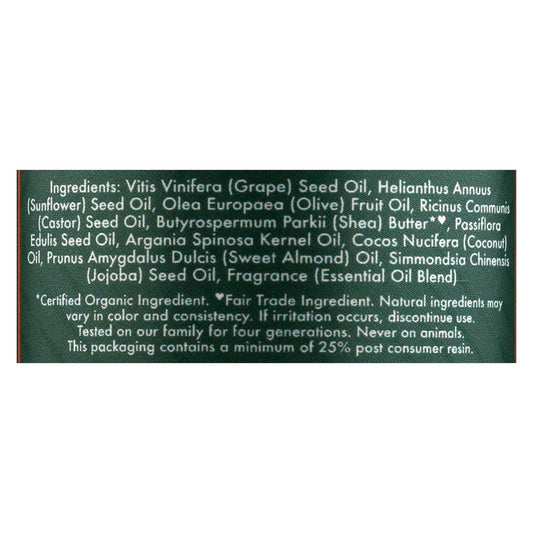 Ingredients: Vitis Vinifera (Grape) Seed Oil, Helianthus Annuus
(Sunflower) Seed Oil, Olea Europaea (Olive) Fruit Oil, Ricinus Communis
(Castor) Seed Oil, Butyrospermum Parkii (Shea) Butter*♥, Passiflora
Edulis Seed Oil, Argania Spinosa Kernel Oil, Cocos Nucifera (Coconut)
Oil, Prunus Amygdalus Dulcis (Sweet Almond) Oil, Simmondsia Chinensis
(Jojoba) Seed Oil, Fragrance (Essential Oil Blend)
*Certified Organic Ingredient. ♥Fair Trade Ingredient. Natural ingredients may
vary in color and consistency. If irritation occurs, discontinue use.
Tested on our family for four generations. Never on animals.
This packaging contains a minimum of 25% post consumer resin.